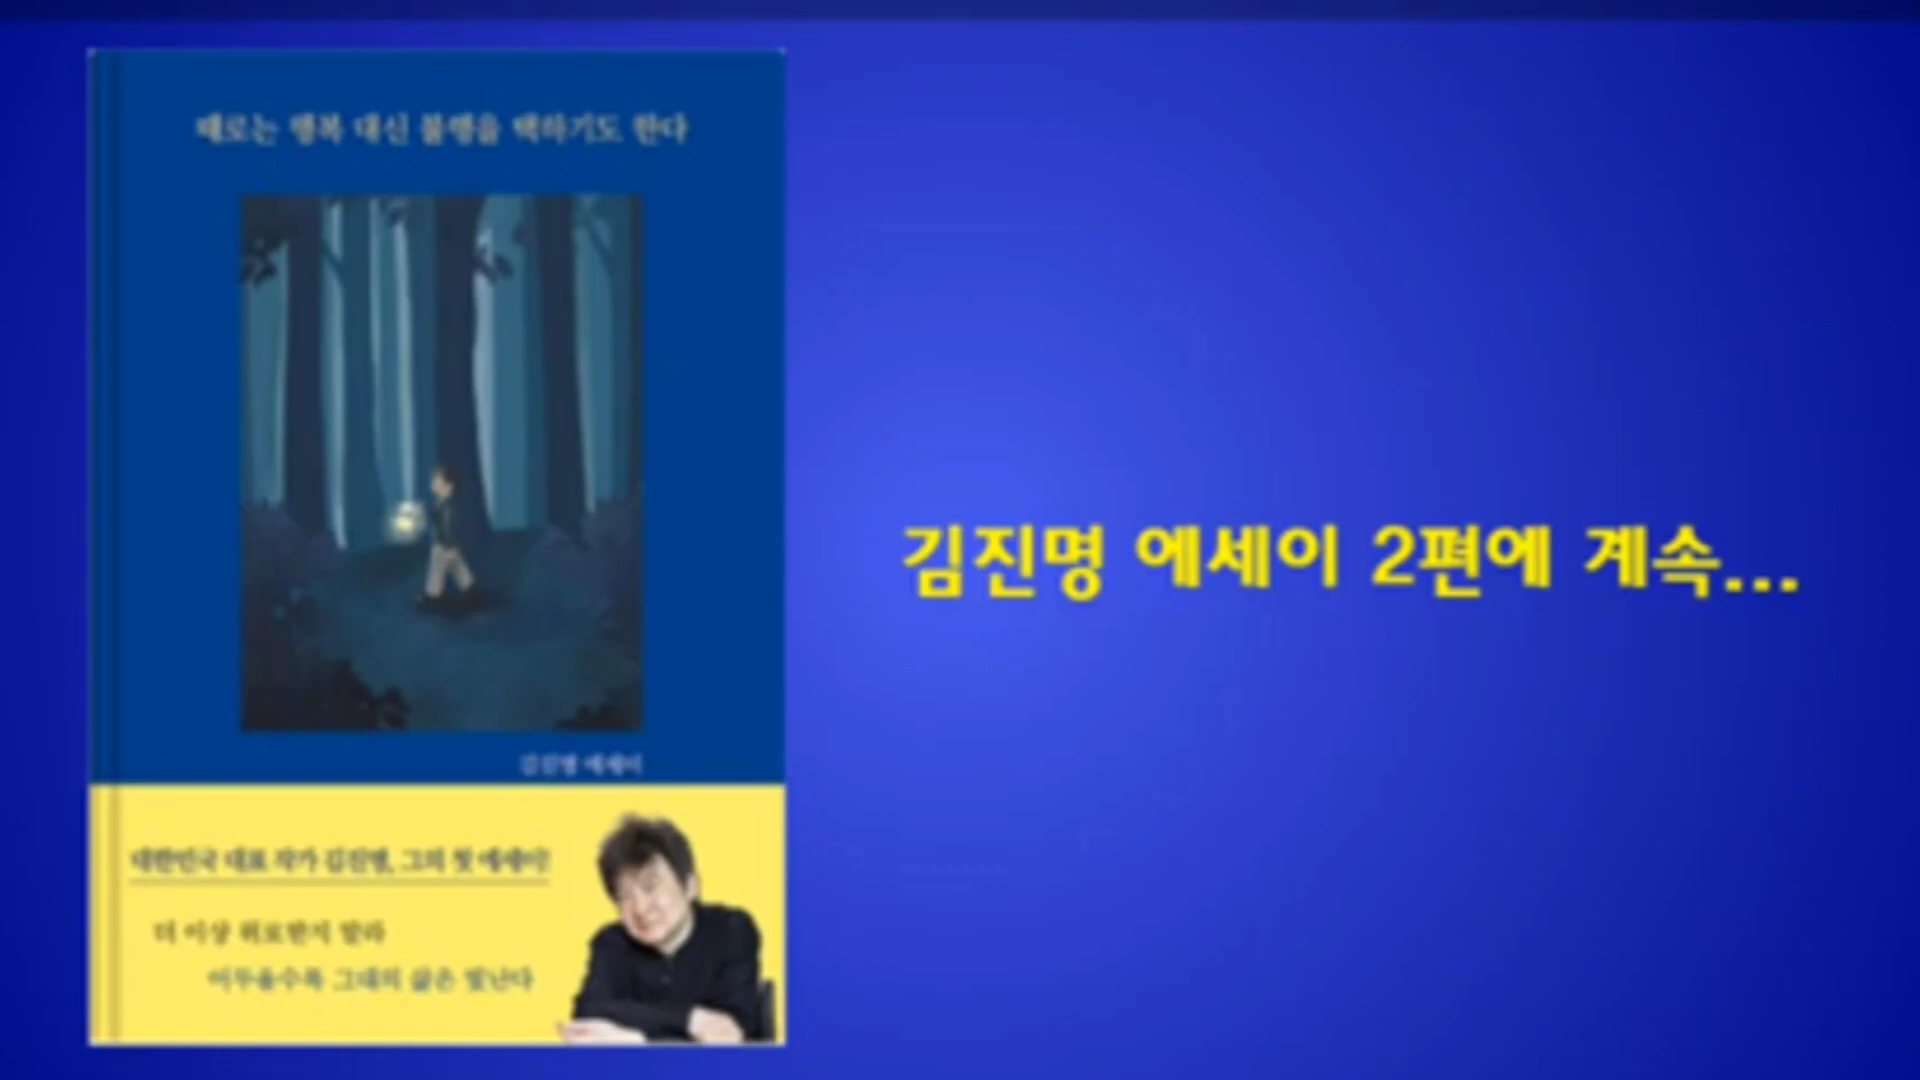 때로는 행복 대신 불행을 택하기도 한다
김진명 에세이
대한민국 대표 작가 김진명, 그의 첫 에세이!
더 이상 위로받지 말라
어두울수록 그대의 삶은 빛난다
김진명 에세이 2편에 계속...